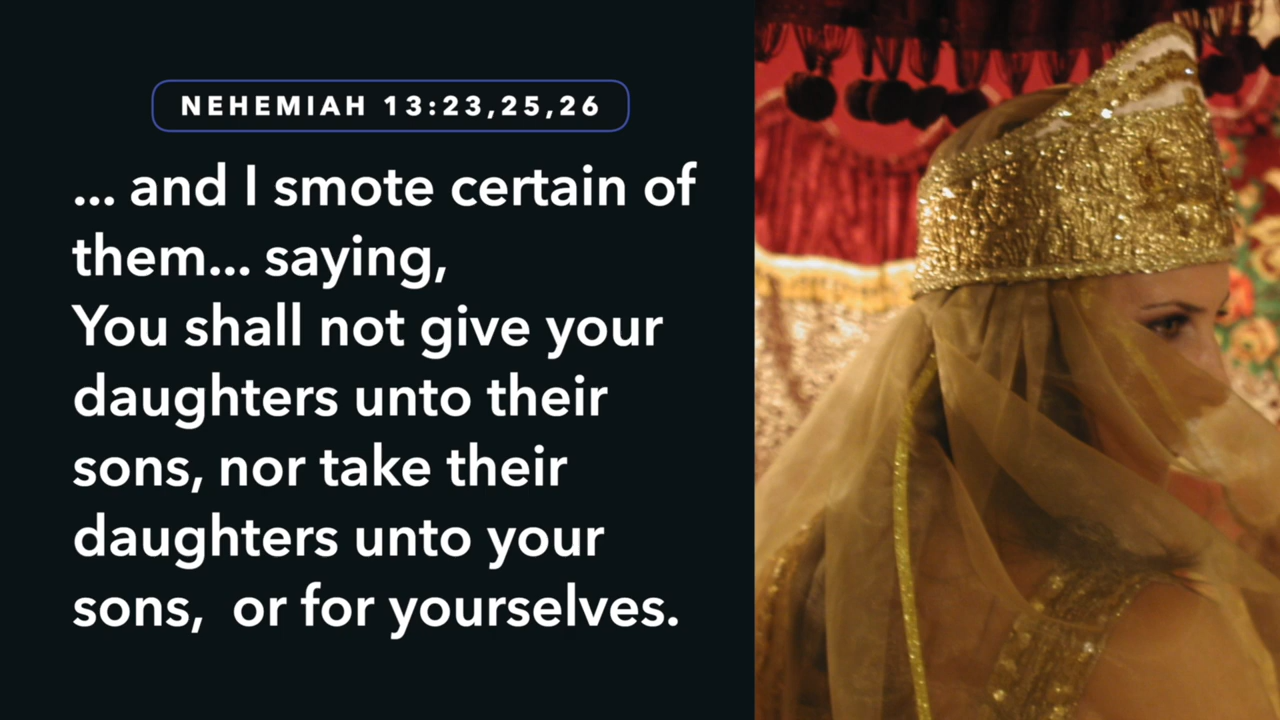 NEHEMIAH 13:23,25,26
... and I smote certain of
them... saying,
You shall not give your
daughters unto their
sons, nor take their
daughters unto your
sons,  or for yourselves.